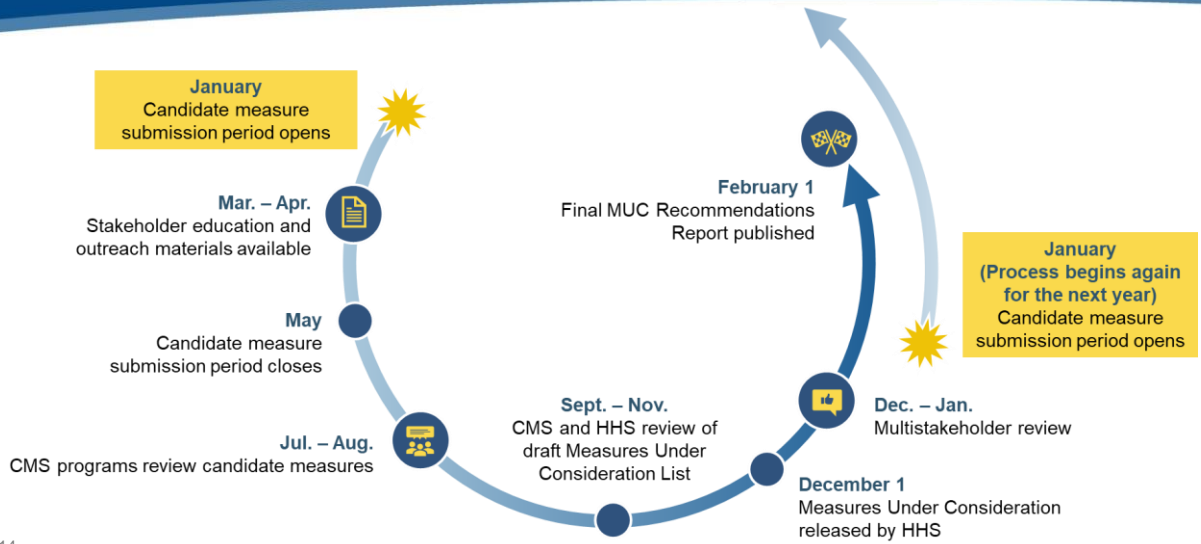 January
Candidate measure
submission period opens
Mar. – Apr.
Stakeholder education and
outreach materials available
May
Candidate measure
submission period closes
Jul. – Aug.
CMS programs review candidate measures
Sept. – Nov.
CMS and HHS review of
draft Measures Under
Consideration List
December 1
Measures Under Consideration
released by HHS
Dec. – Jan.
Multistakeholder review
February 1
Final MUC Recommendations
Report published
January
(Process begins again
for the next year)
Candidate measure
submission period opens